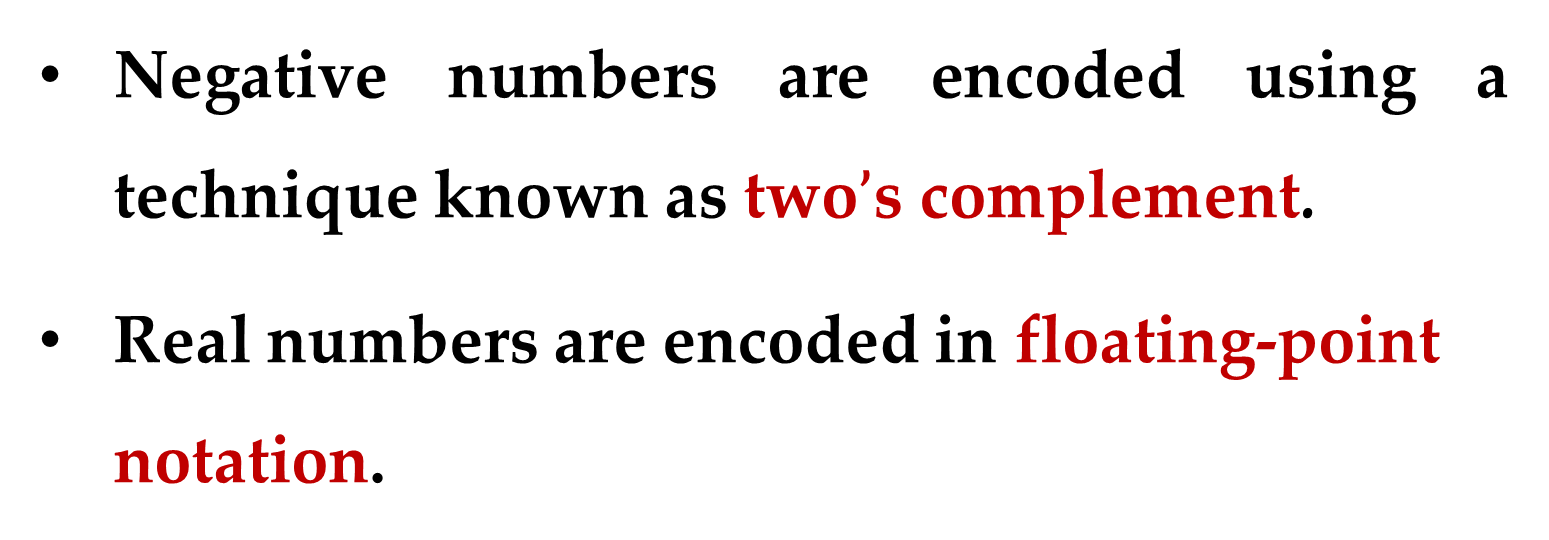 • Negative numbers are encoded using a
technique known as two’s complement.
• Real numbers are encoded in floating-point
notation.